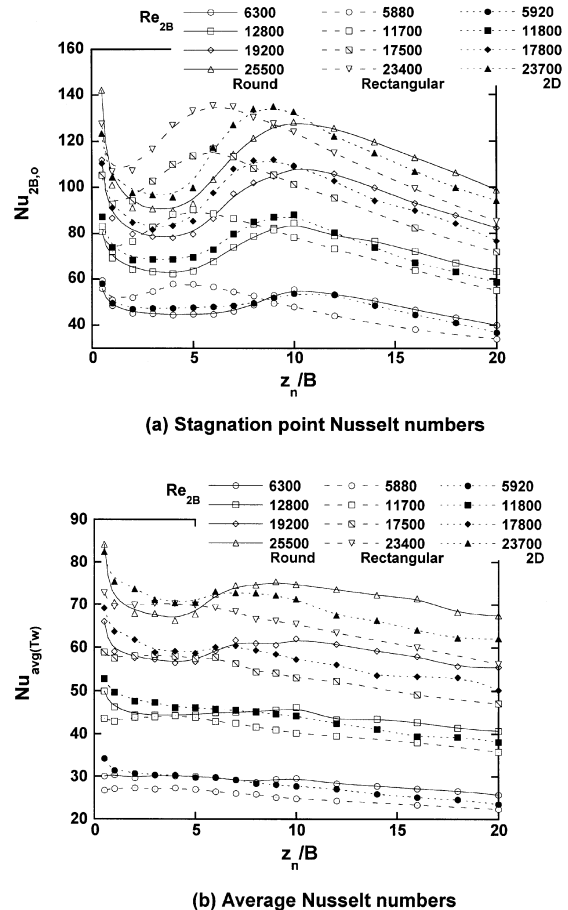 (a)
Re2B
6300 5880 5920
12800 11700 11800
19200 17500 17800
25500 23400 23700
Round Rectangular 2D
160
140
120
100
80
60
40
Nu2B,o
0 5 10 15 20
zn/B
(a) Stagnation point Nusselt numbers
Re2B
6300 5880 5920
12800 11700 11800
19200 17500 17800
25500 23400 23700
Round Rectangular 2D
90
80
70
60
50
40
30
20
Nuavg(Tw)
0 5 10 15 20
zn/B
(b) Average Nusselt numbers